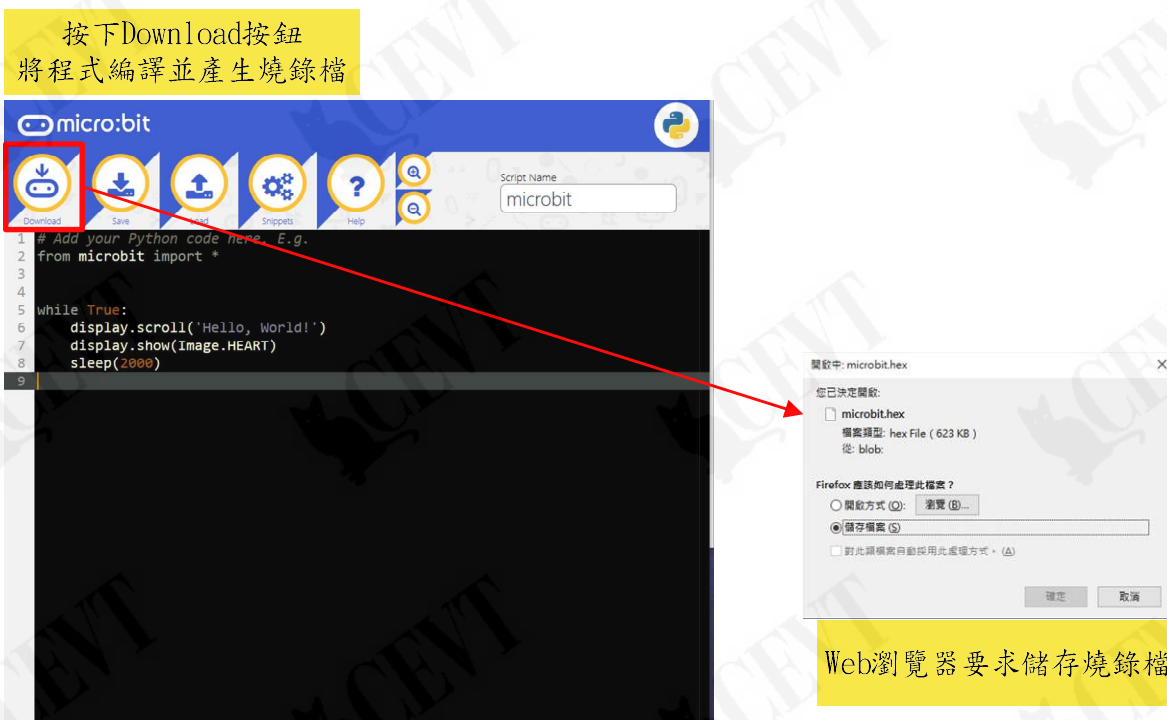 按下Download按鈕
將程式編譯並產生燒錄檔
micro:bit
Download
Save
Load
Snippets
?
Help
Script Name
microbit
1 # Add your Python code here. E.g.
2 from microbit import *
3
4
5 while True:
6 display.scroll('Hello, World!')
7 display.show(Image.HEART)
8 sleep(2000)
9
開啟中: microbit.hex
您已決定開啟:
microbit.hex
檔案類型: hex File ( 623 KB )
從: blob:
Firefox 應該如何處理此檔案？
開啟方式 (O): 瀏覽 (B)...
儲存檔案 (S)
對此類檔案自動採用此處理方式。(A)
確定 取消
Web瀏覽器要求儲存燒錄檔
CEVT